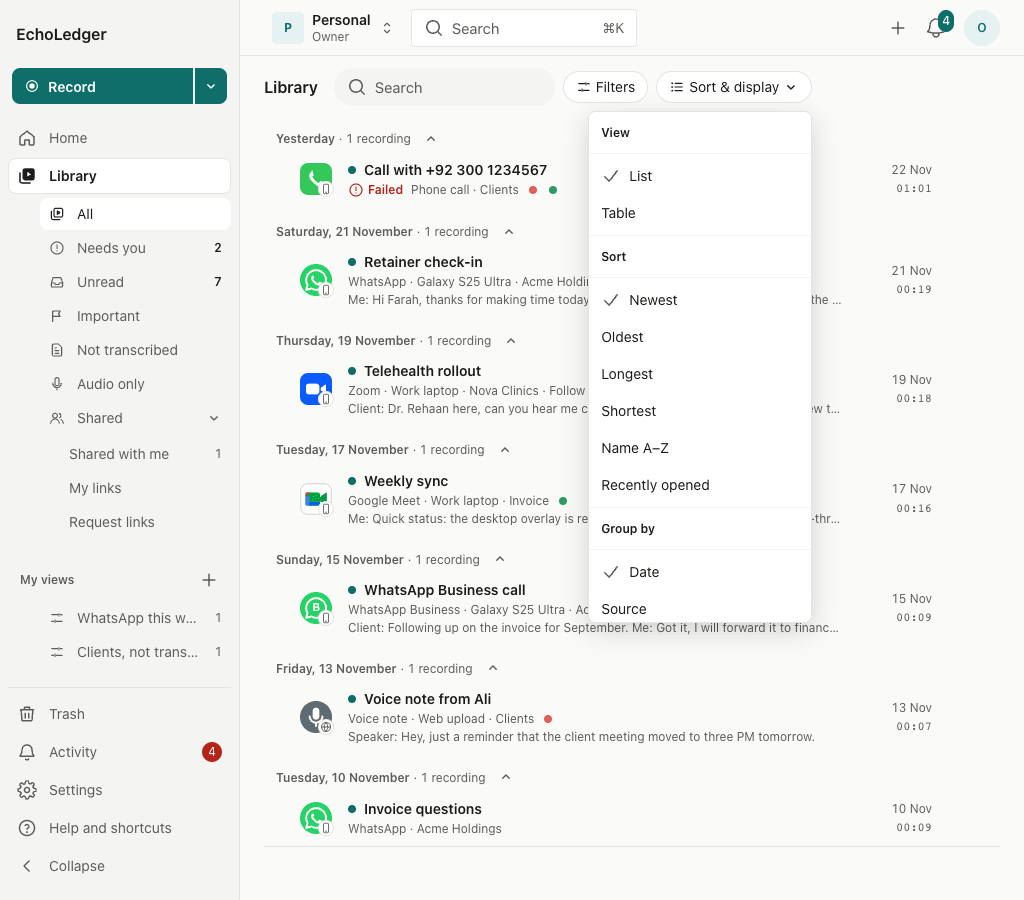 EchoLedger
Record
Home
Library
All
Needs you 2
Unread 7
Important
Not transcribed
Audio only
Shared
Shared with me 1
My links
Request links
My views
WhatsApp this w... 1
Clients, not trans... 1
Trash
Activity 4
Settings
Help and shortcuts
Collapse
P Personal
Owner
Search ⌘K
4
O
Library
Search
Filters
Sort & display
Yesterday · 1 recording
Call with +92 300 1234567
Failed Phone call · Clients
22 Nov
01:01
Saturday, 21 November · 1 recording
Retainer check-in
WhatsApp · Galaxy S25 Ultra · Acme
Me: Hi Farah, thanks for making time today
the ...
21 Nov
00:19
Thursday, 19 November · 1 recording
Telehealth rollout
Zoom · Work laptop · Nova Clinics · Follow
Client: Dr. Rehaan here, can you hear me
t...
19 Nov
00:18
Tuesday, 17 November · 1 recording
Weekly sync
Google Meet · Work laptop · Invoice
Me: Quick status: the desktop overlay is
17 Nov
00:16
Sunday, 15 November · 1 recording
B
WhatsApp Business call
WhatsApp Business · Galaxy S25 Ultra ·
Client: Following up on the invoice for September. Me: Got it, I will forward it to financ...
15 Nov
00:09
Friday, 13 November · 1 recording
Voice note from Ali
Voice note · Web upload · Clients
Speaker: Hey, just a reminder that the client meeting moved to three PM tomorrow.
13 Nov
00:07
Tuesday, 10 November · 1 recording
Invoice questions
WhatsApp · Acme Holdings
10 Nov
00:09
View
List
Table
Sort
Newest
Oldest
Longest
Shortest
Name A–Z
Recently opened
Group by
Date
Source